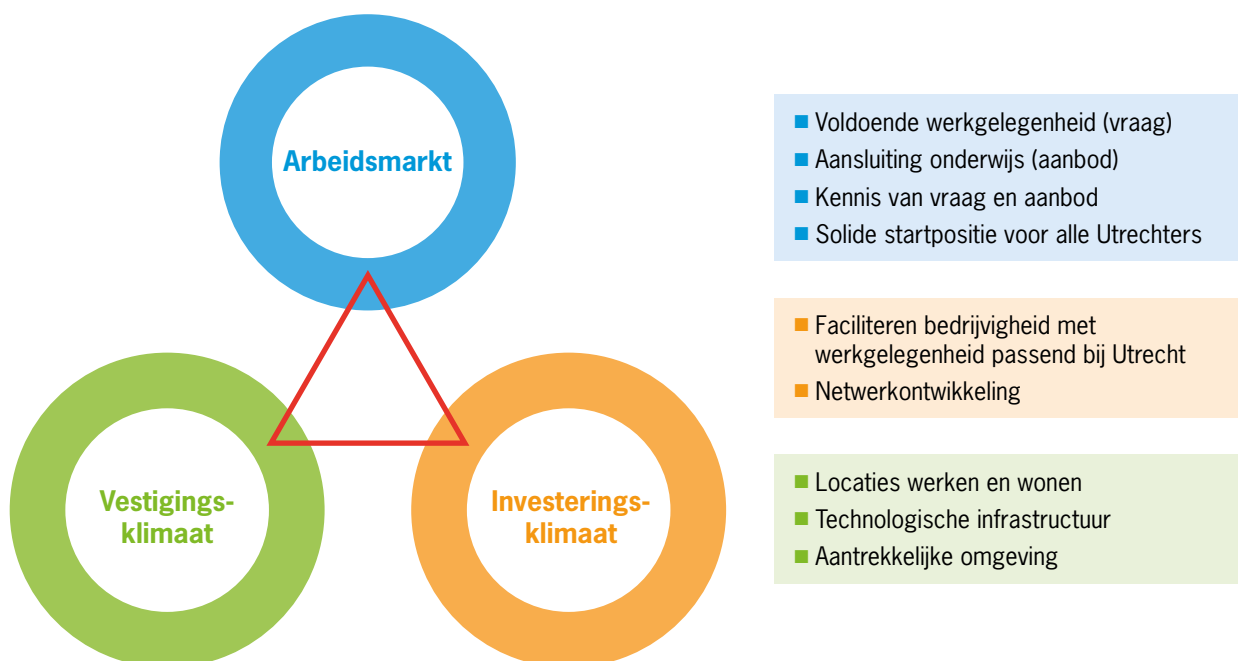 Arbeidsmarkt
Vestigings-
klimaat
Investerings-
klimaat
Voldoende werkgelegenheid (vraag)
Aansluiting onderwijs (aanbod)
Kennis van vraag en aanbod
Solide startpositie voor alle Utrechters
Faciliteren bedrijvigheid met
werkgelegenheid passend bij Utrecht
Netwerkontwikkeling
Locaties werken en wonen
Technologische infrastructuur
Aantrekkelijke omgeving